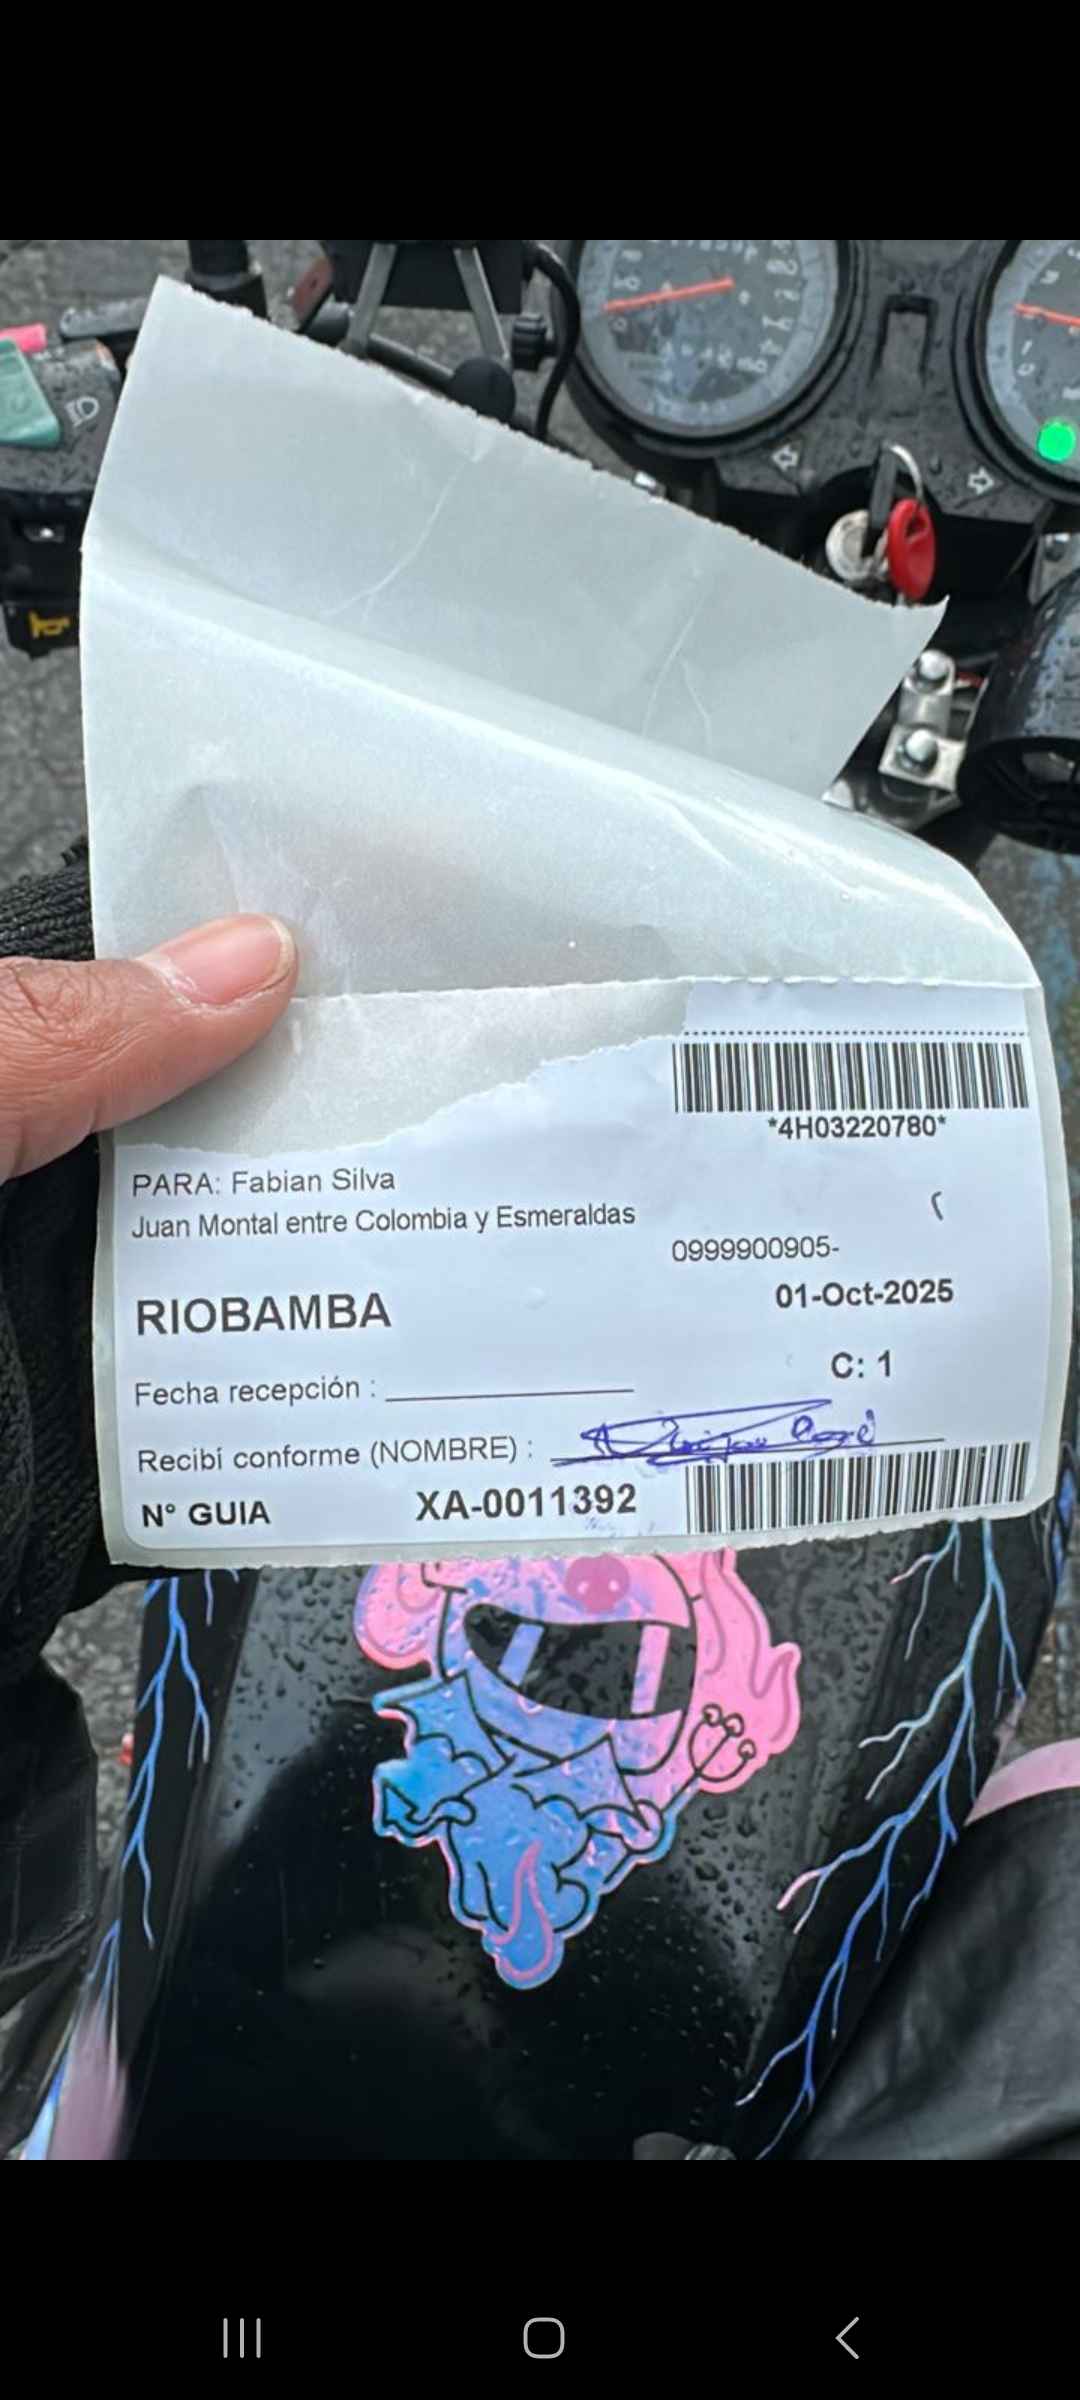 *4H03220780*
PARA: Fabian Silva
Juan Montal entre Colombia y Esmeraldas
0999900905-
RIOBAMBA
01-Oct-2025
C: 1
Fecha recepción :
Recibí conforme (NOMBRE) :
N° GUIA XA-0011392